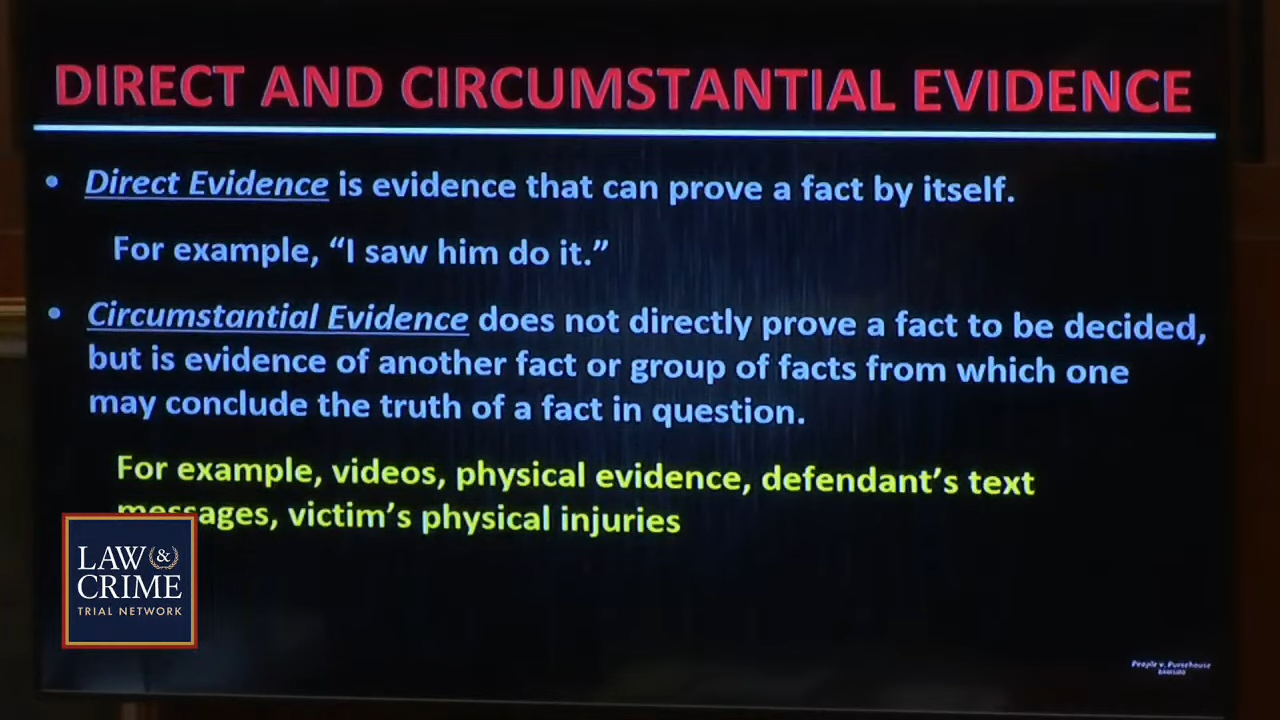 DIRECT AND CIRCUMSTANTIAL EVIDENCE
• Direct Evidence is evidence that can prove a fact by itself.
For example, “I saw him do it.”
• Circumstantial Evidence does not directly prove a fact to be decided,
but is evidence of another fact or group of facts from which one
may conclude the truth of a fact in question.
For example, videos, physical evidence, defendant’s text
messages, victim’s physical injuries
LAW &
CRIME
TRIAL NETWORK
People v. Pursehouse